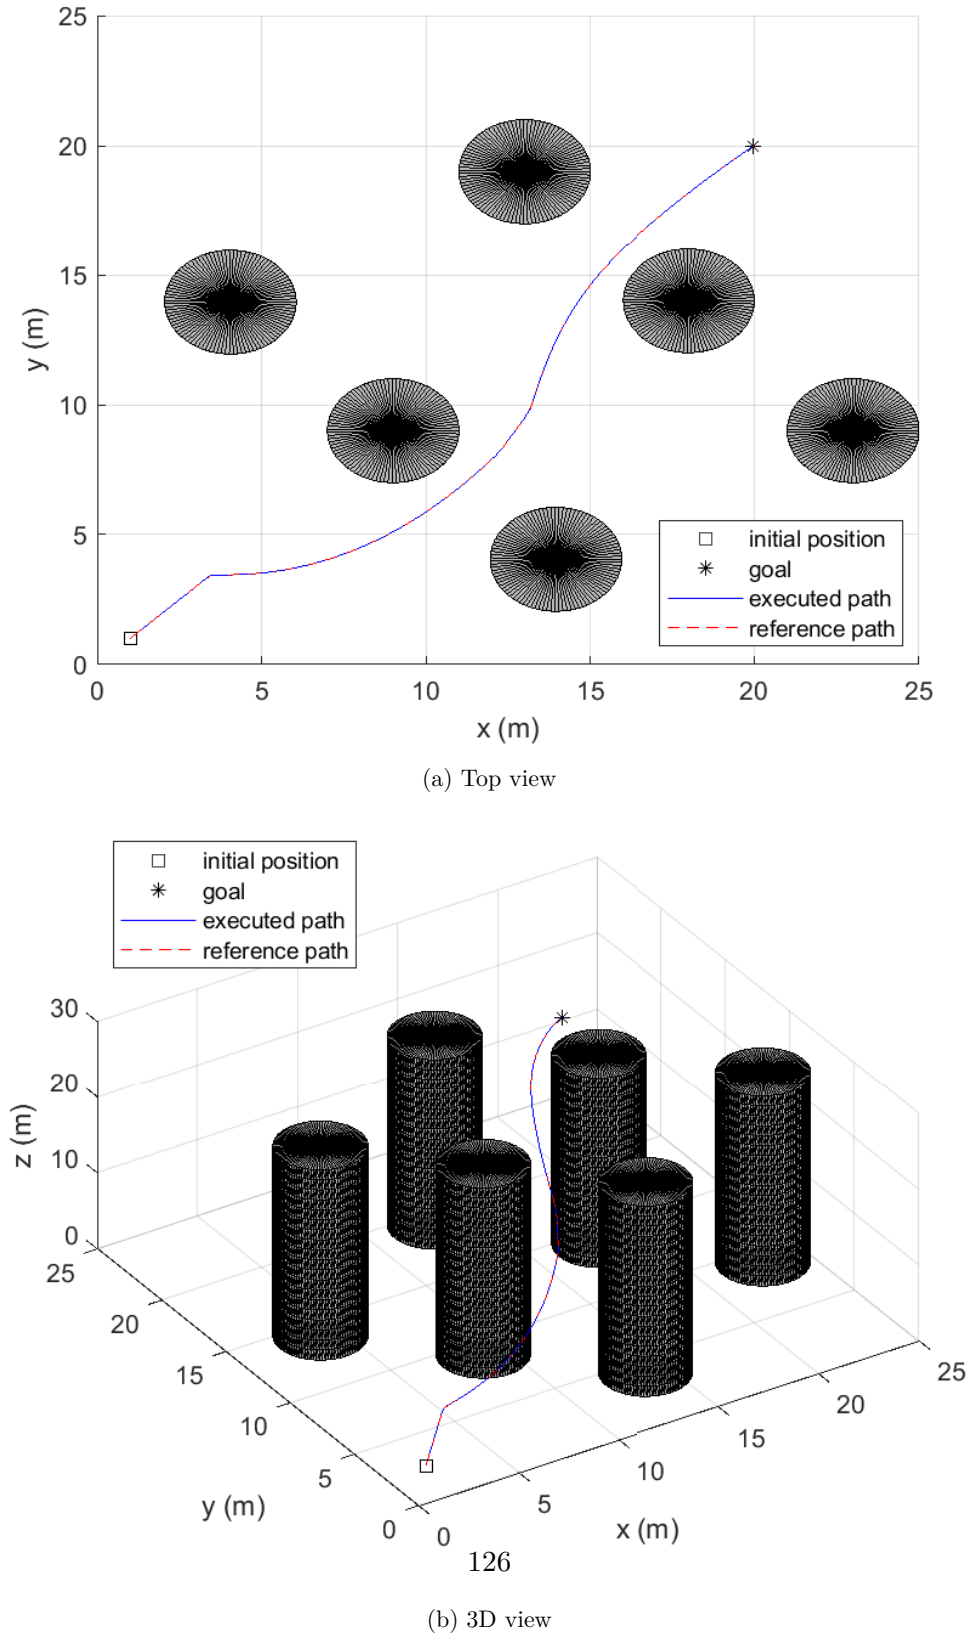 25
20
15
10
5
0
y (m)
0 5 10 15 20 25
x (m)
initial position
goal
executed path
reference path
(a) Top view
initial position
goal
executed path
reference path
30
20
10
0
z (m)
25
20
15
10
5
0
y (m)
0
5
10
15
20
25
x (m)
126
(b) 3D view